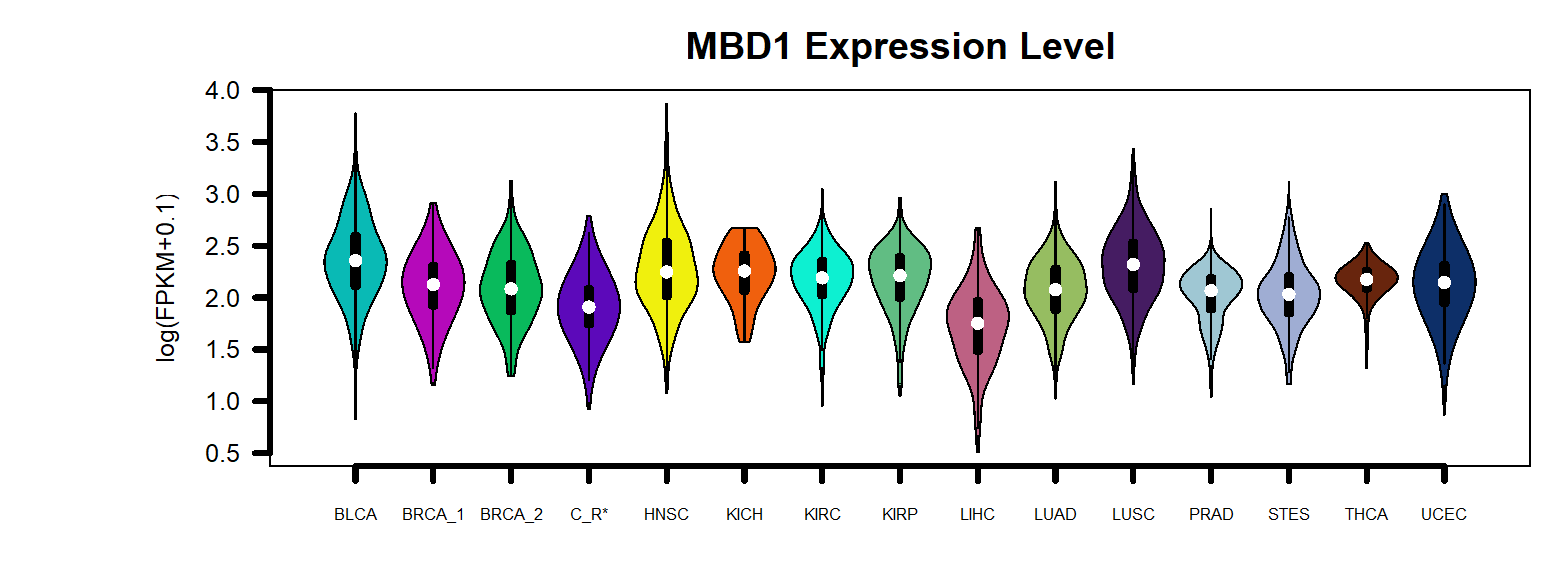 MBD1 Expression Level
log(FPKM+0.1)
4.0
3.5
3.0
2.5
2.0
1.5
1.0
0.5
BLCA BRCA_1 BRCA_2 C_R* HNSC KICH KIRC KIRP LIHC LUAD LUSC PRAD STES THCA UCEC